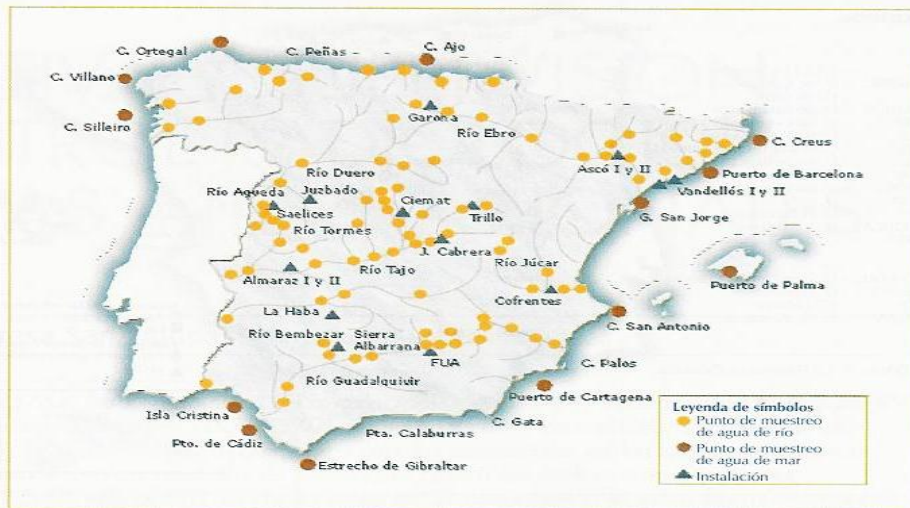 C. Ortegal
C. Peñas
C. Ajo
C. Villano
C. Silleiro
Garona
Río Ebro
C. Creus
Ascó I y II
Río Duero
Puerto de Barcelona
Río Agueda
Juzbado
Ciemat
Vandellós I y II
Saelices
Trillo
G. San Jorge
Río Tormes
J. Cabrera
Río Júcar
Río Tajo
Almaraz I y II
Puerto de Palma
Cofrentes
La Haba
C. San Antonio
Río Bembezar
Sierra
Albarrana
FUA
C. Palos
Río Guadalquivir
Puerto de Cartagena
Isla Cristina
C. Gata
Pto. de Cádiz
Pta. Calaburras
Estrecho de Gibraltar
Leyenda de símbolos
Punto de muestreo
de agua de río
Punto de muestreo
de agua de mar
Instalación